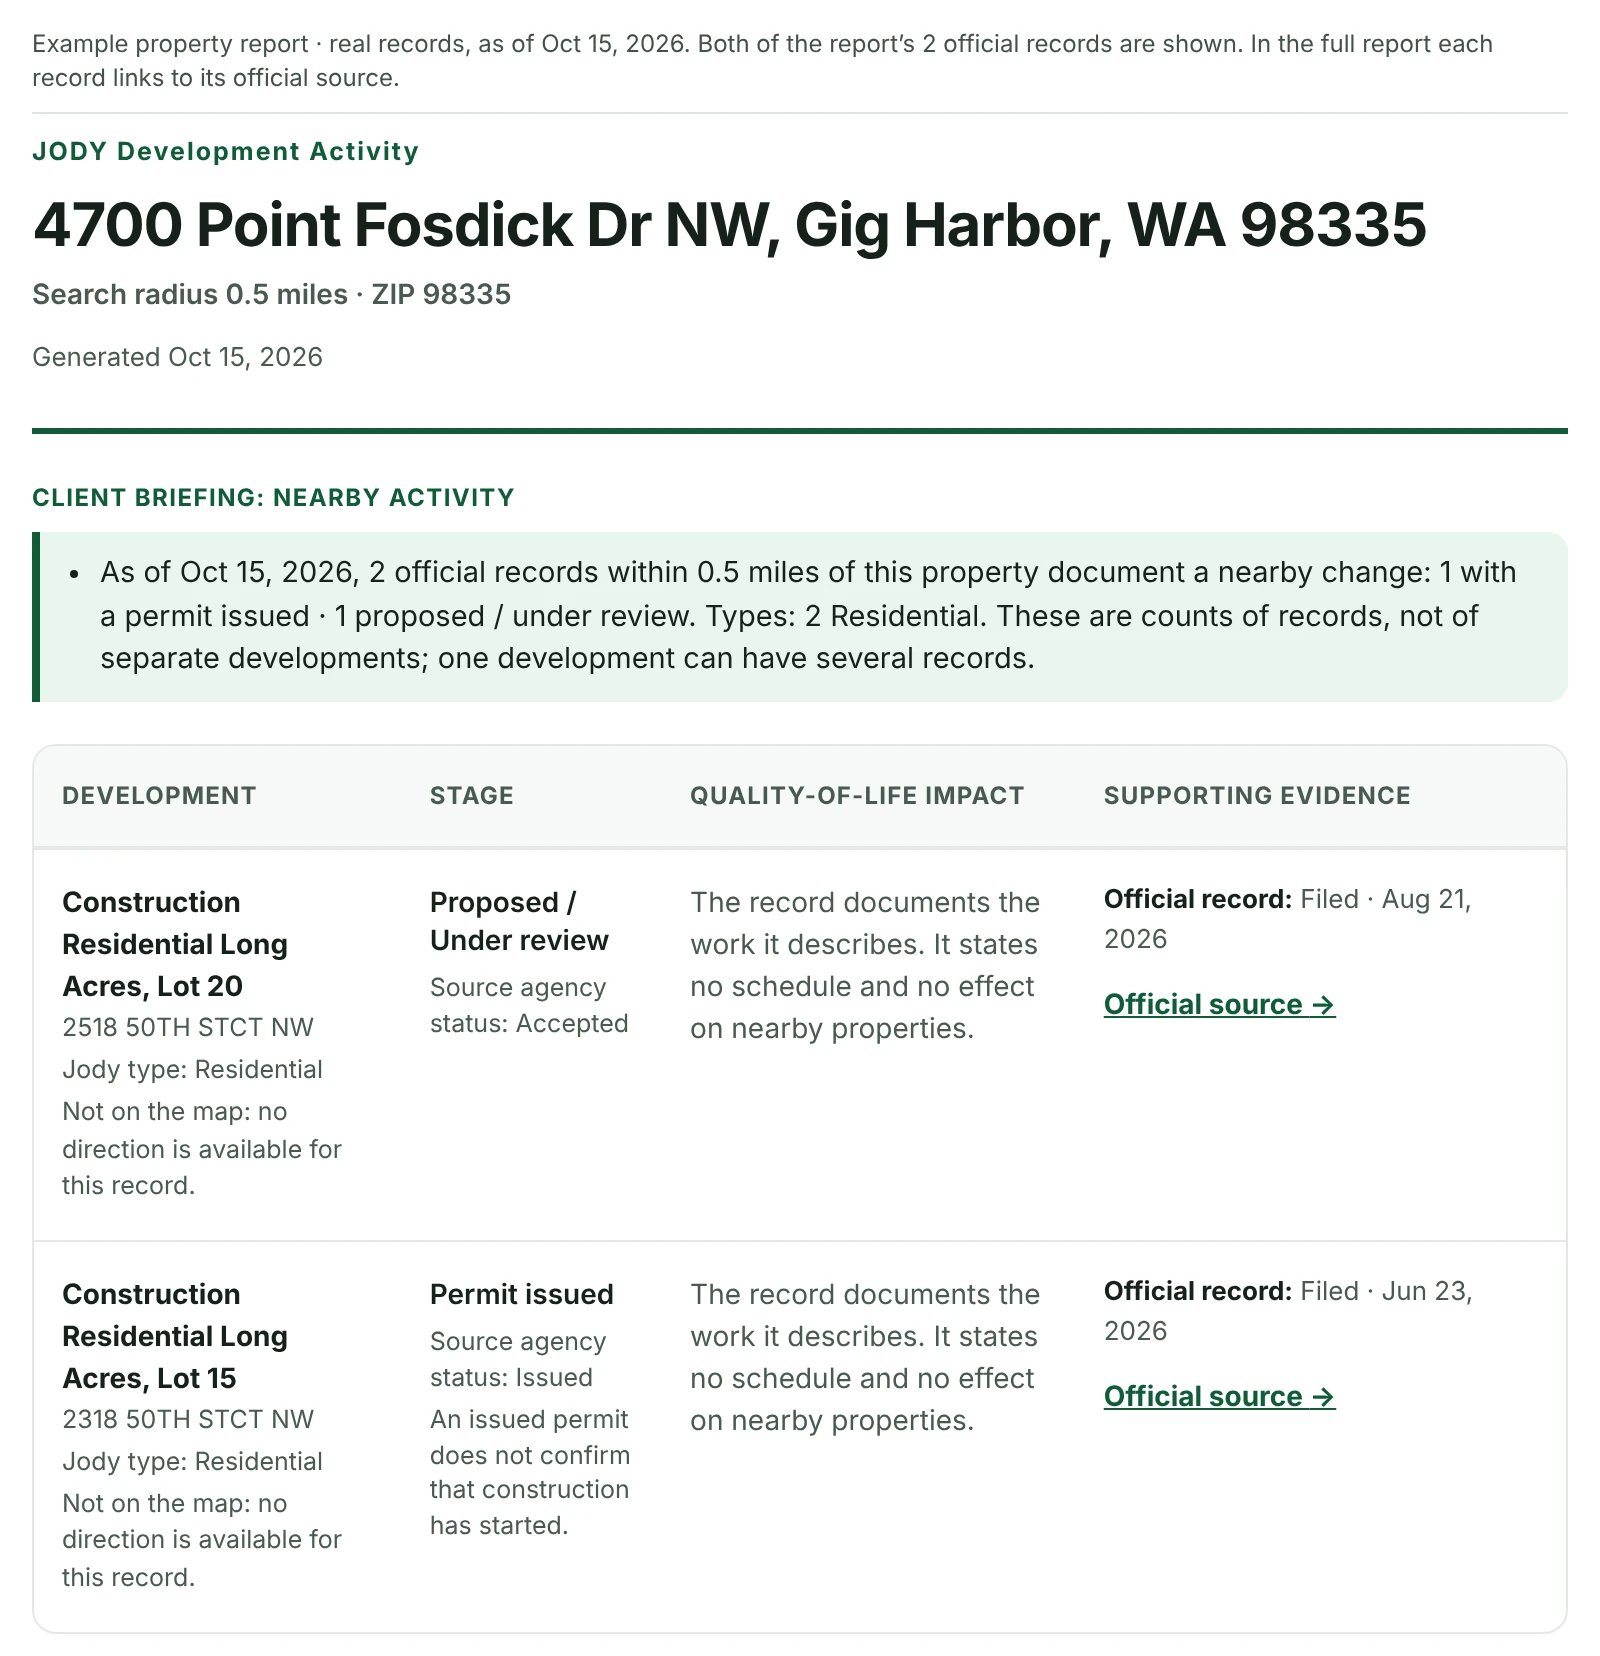 Example property report · real records, as of Oct 15, 2026. Both of the report’s 2 official records are shown. In the full report each
record links to its official source.
JODY Development Activity
4700 Point Fosdick Dr NW, Gig Harbor, WA 98335
Search radius 0.5 miles · ZIP 98335
Generated Oct 15, 2026
CLIENT BRIEFING: NEARBY ACTIVITY
• As of Oct 15, 2026, 2 official records within 0.5 miles of this property document a nearby change: 1 with
a permit issued · 1 proposed / under review. Types: 2 Residential. These are counts of records, not of
separate developments; one development can have several records.
DEVELOPMENT STAGE QUALITY-OF-LIFE IMPACT SUPPORTING EVIDENCE
Construction
Residential Long
Acres, Lot 20
2518 50TH STCT NW
Jody type: Residential
Not on the map: no
direction is available for
this record.
Proposed /
Under review
Source agency
status: Accepted
The record documents the
work it describes. It states
no schedule and no effect
on nearby properties.
Official record: Filed · Aug 21,
2026
Official source →
Construction
Residential Long
Acres, Lot 15
2318 50TH STCT NW
Jody type: Residential
Not on the map: no
direction is available for
this record.
Permit issued
Source agency
status: Issued
An issued permit
does not confirm
that construction
has started.
The record documents the
work it describes. It states
no schedule and no effect
on nearby properties.
Official record: Filed · Jun 23,
2026
Official source →